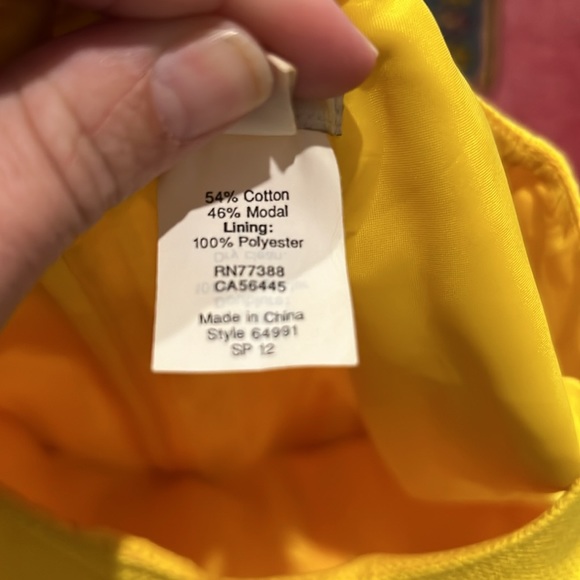 54% Cotton
46% Modal
Lining:
100% Polyester
RN77388
CA56445
Made in China
Style 64991
SP 12